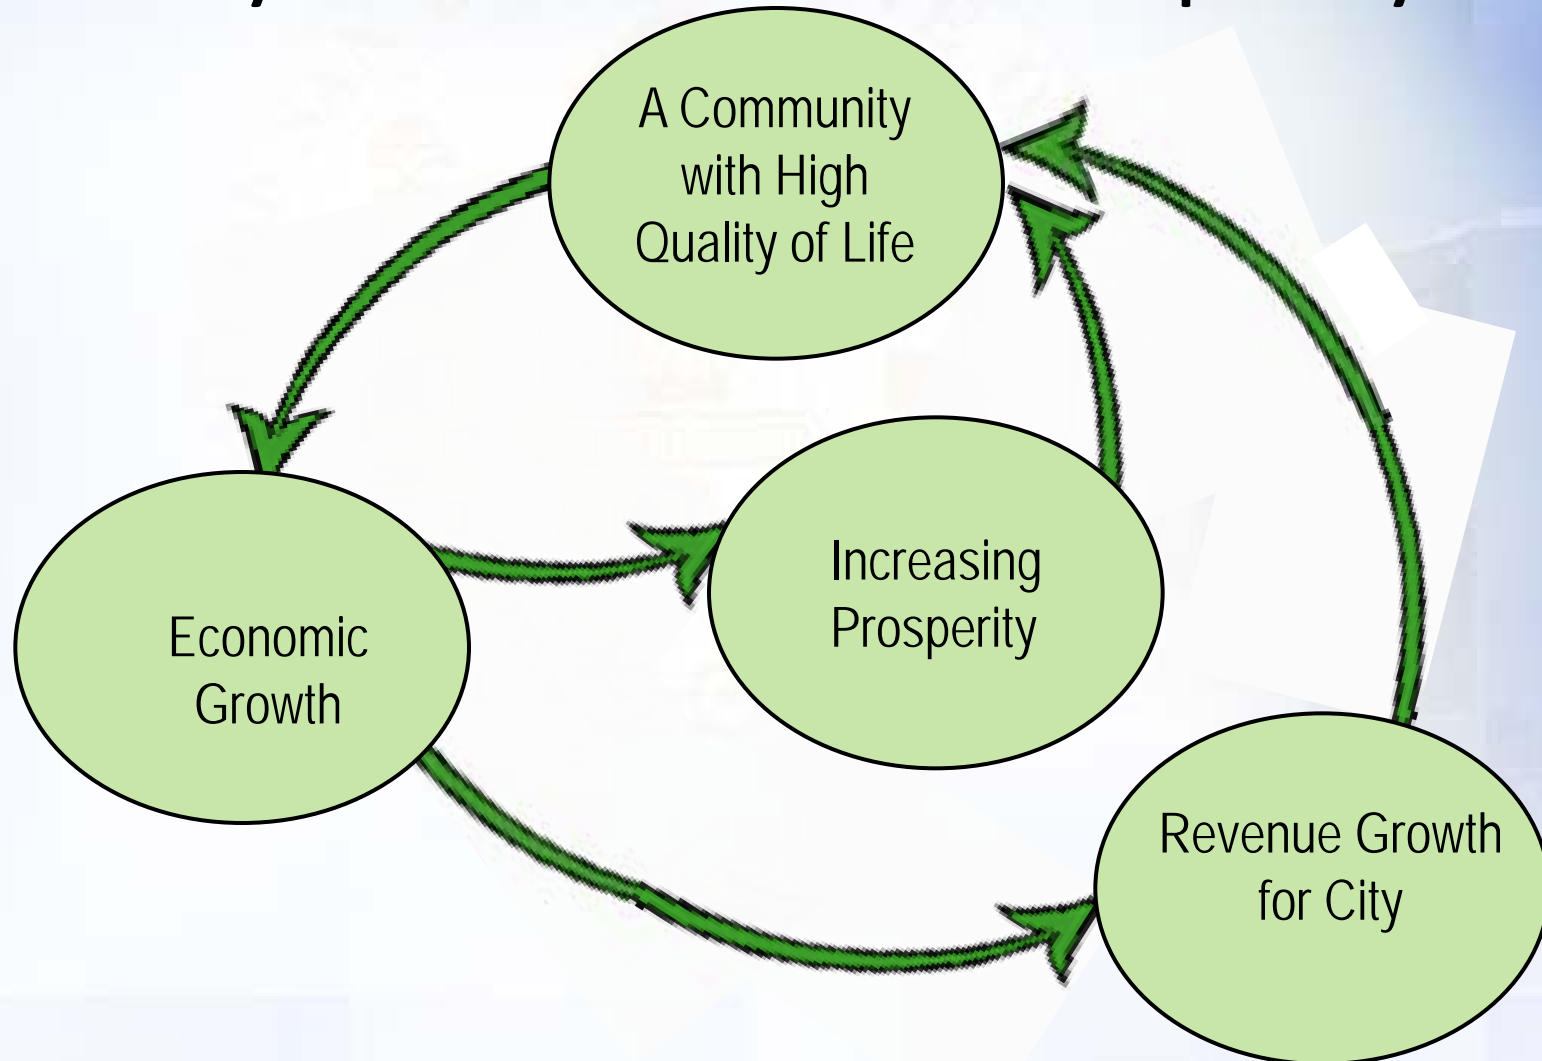 A Community
with High
Quality of Life
Increasing
Prosperity
Economic
Growth
Revenue Growth
for City